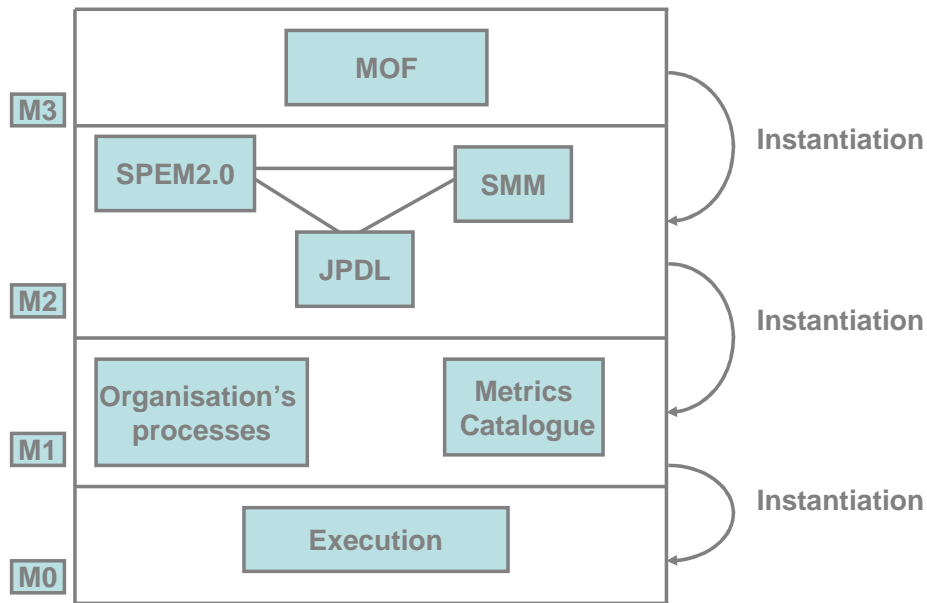 MOF
M3
Instantiation
SPEM2.0
SMM
JPDL
M2
Instantiation
Organisation's
processes
Metrics
Catalogue
M1
Instantiation
Execution
M0